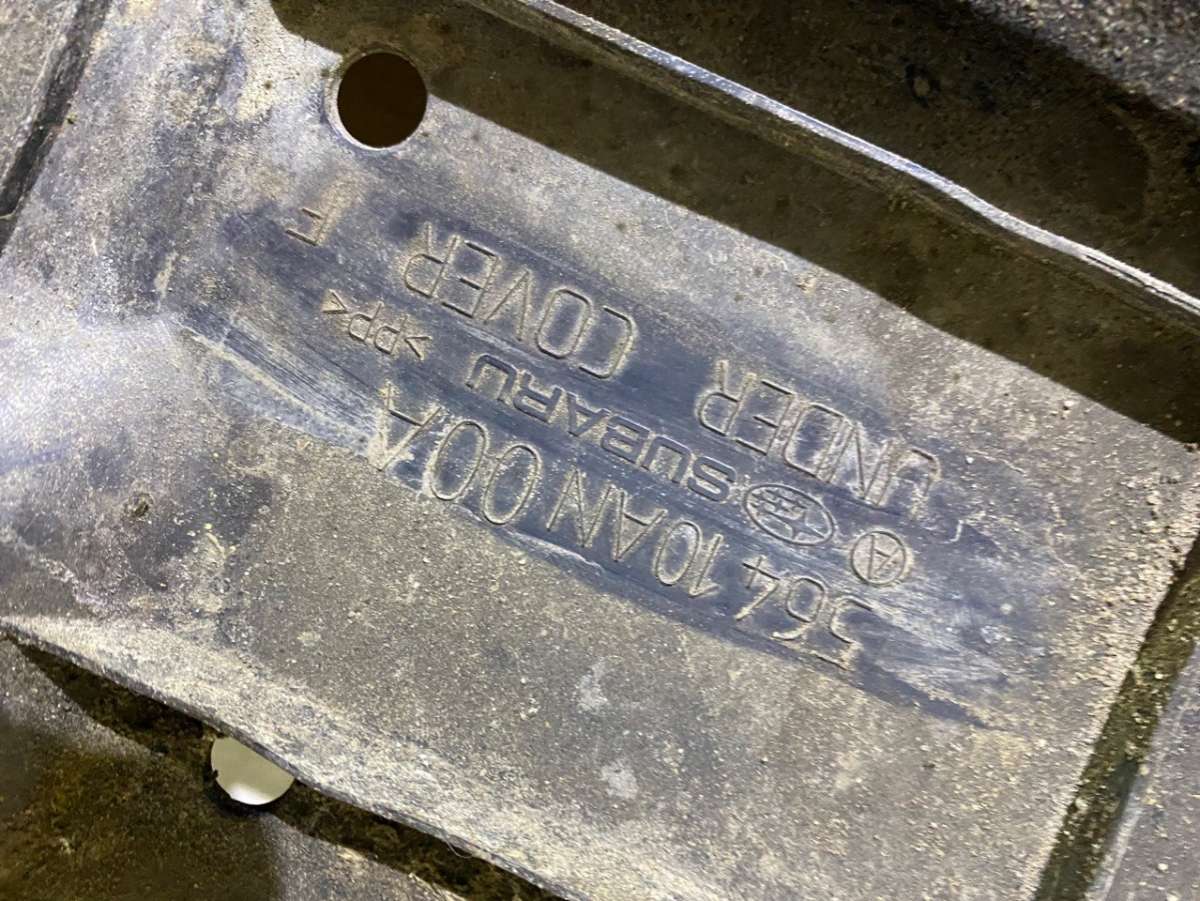 56410AN00A
A SUBARU >PP<
UNDER COVER F